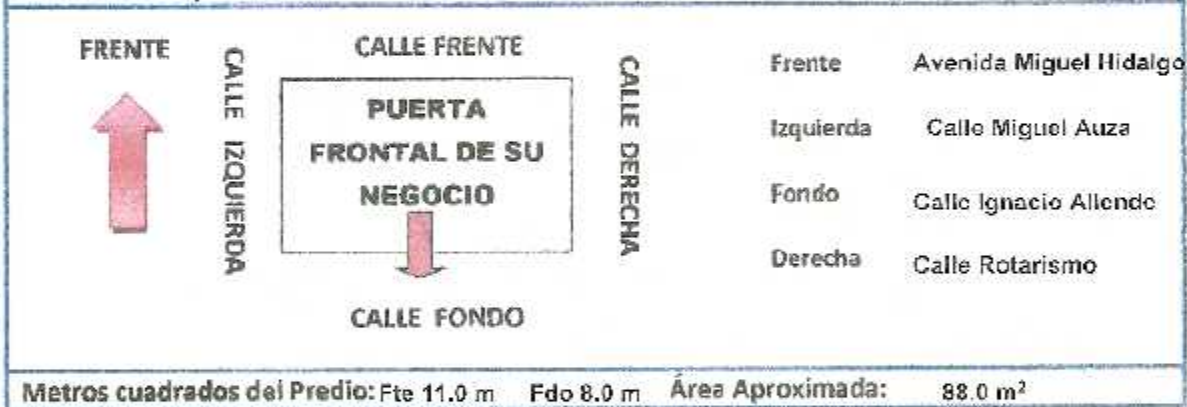 FRENTE
CALLE IZQUIERDA
CALLE FRENTE
PUERTA
FRONTAL DE SU
NEGOCIO
CALLE DERECHA
CALLE FONDO
Frente Avenida Miguel Hidalgo
Izquierda Calle Miguel Auza
Fondo Calle Ignacio Allende
Derecha Calle Rotarismo
Metros cuadrados del Predio: Fte 11.0 m Fdo 8.0 m Área Aproximada: 88.0 m²